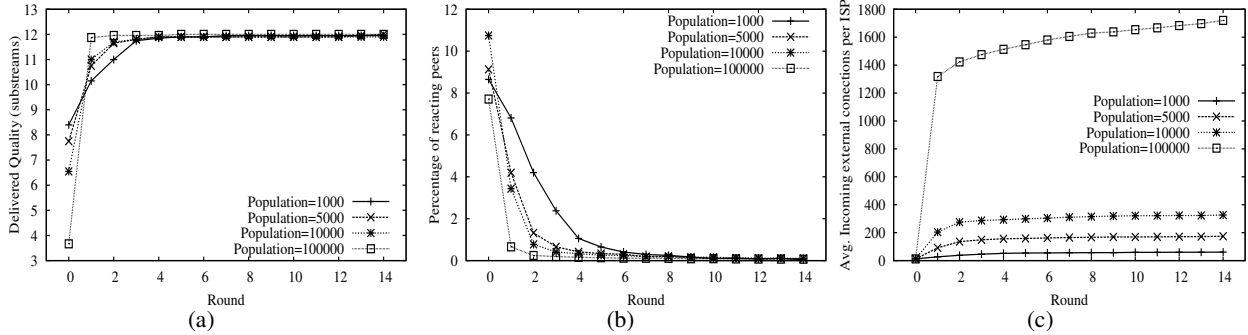 Delivered Quality (substreams)
13
12
11
10
9
8
7
6
5
4
3
0 2 4 6 8 10 12 14
Round
Population=1000
Population=5000
Population=10000
Population=100000
(a)
Percentage of reacting peers
12
10
8
6
4
2
0
0 2 4 6 8 10 12 14
Round
Population=1000
Population=5000
Population=10000
Population=100000
(b)
Avg. Incoming external conections per ISP
1800
1600
1400
1200
1000
800
600
400
200
0
0 2 4 6 8 10 12 14
Round
Population=1000
Population=5000
Population=10000
Population=100000
(c)